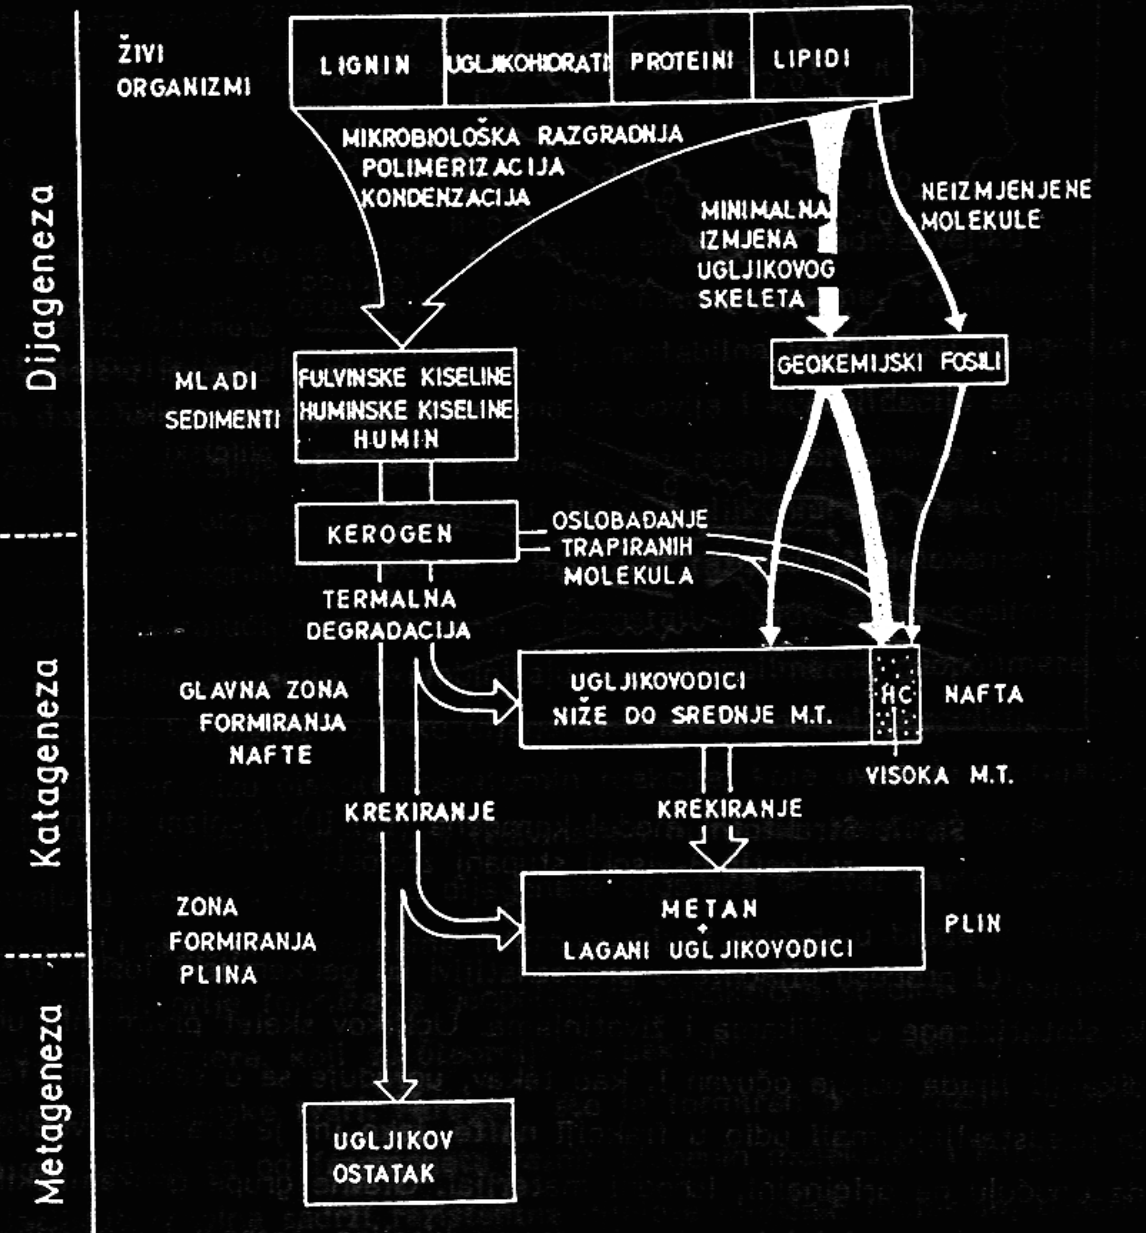 ŽIVI
ORGANIZMI
LIGNIN
UGLJIKOHIDRATI
PROTEINI
LIPIDI
MIKROBIOLOŠKA RAZGRADNJA
POLIMERIZACIJA
KONDENZACIJA
MINIMALNA
IZMJENA
UGLJIKOVOG
SKELETA
NEIZMJENJENE
MOLEKULE
Dijageneza
MLADI
SEDIMENTI
FULVINSKE KISELINE
HUMINSKE KISELINE
HUMIN
GEOKEMIJSKI FOSILI
KEROGEN
OSLOBAĐANJE
TRAPIRANIH
MOLEKULA
TERMALNA
DEGRADACIJA
Katageneza
GLAVNA ZONA
FORMIRANJA
NAFTE
UGLJIKOVODICI
NIŽE DO SREDNJE M.T.
HC
NAFTA
VISOKA M.T.
KREKIRANJE
KREKIRANJE
ZONA
FORMIRANJA
PLINA
METAN
+
LAGANI UGLJIKOVODICI
PLIN
Metageneza
UGLJIKOV
OSTATAK